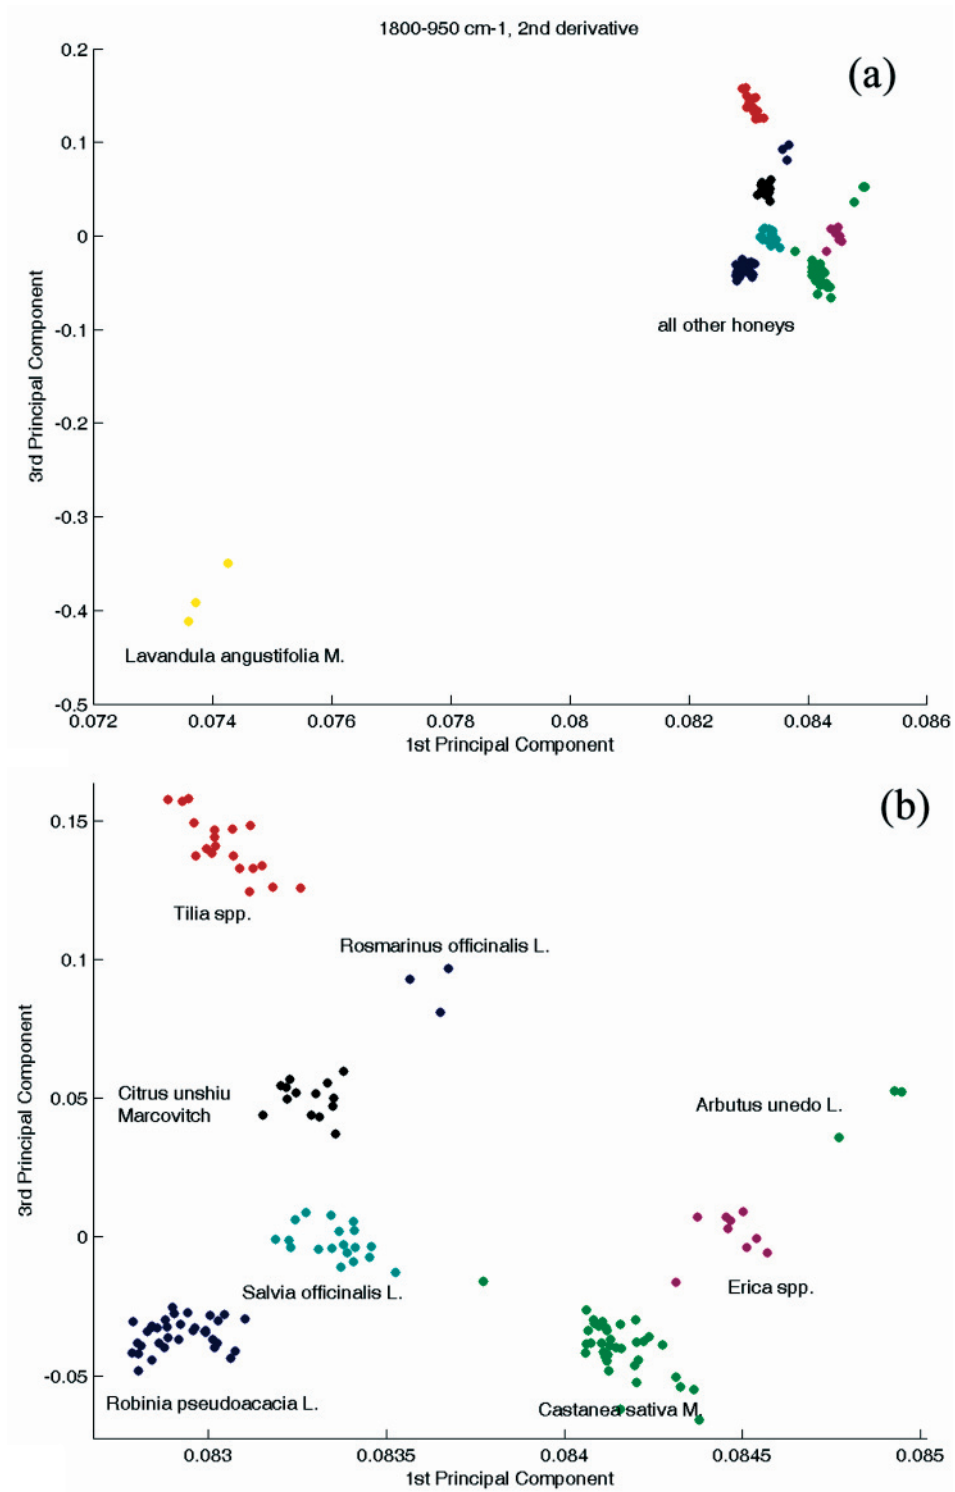 1800-950 cm-1, 2nd derivative
(a)
0.2
0.1
0
-0.1
-0.2
-0.3
-0.4
-0.5
3rd Principal Component
all other honeys
Lavandula angustifolia M.
0.072 0.074 0.076 0.078 0.08 0.082 0.084 0.086
1st Principal Component
(b)
0.15
0.1
0.05
0
-0.05
3rd Principal Component
Tilia spp.
Rosmarinus officinalis L.
Citrus unshiu
Marcovitch
Arbutus unedo L.
Salvia officinalis L.
Erica spp.
Robinia pseudoacacia L.
Castanea sativa M.
0.083 0.0835 0.084 0.0845 0.085
1st Principal Component